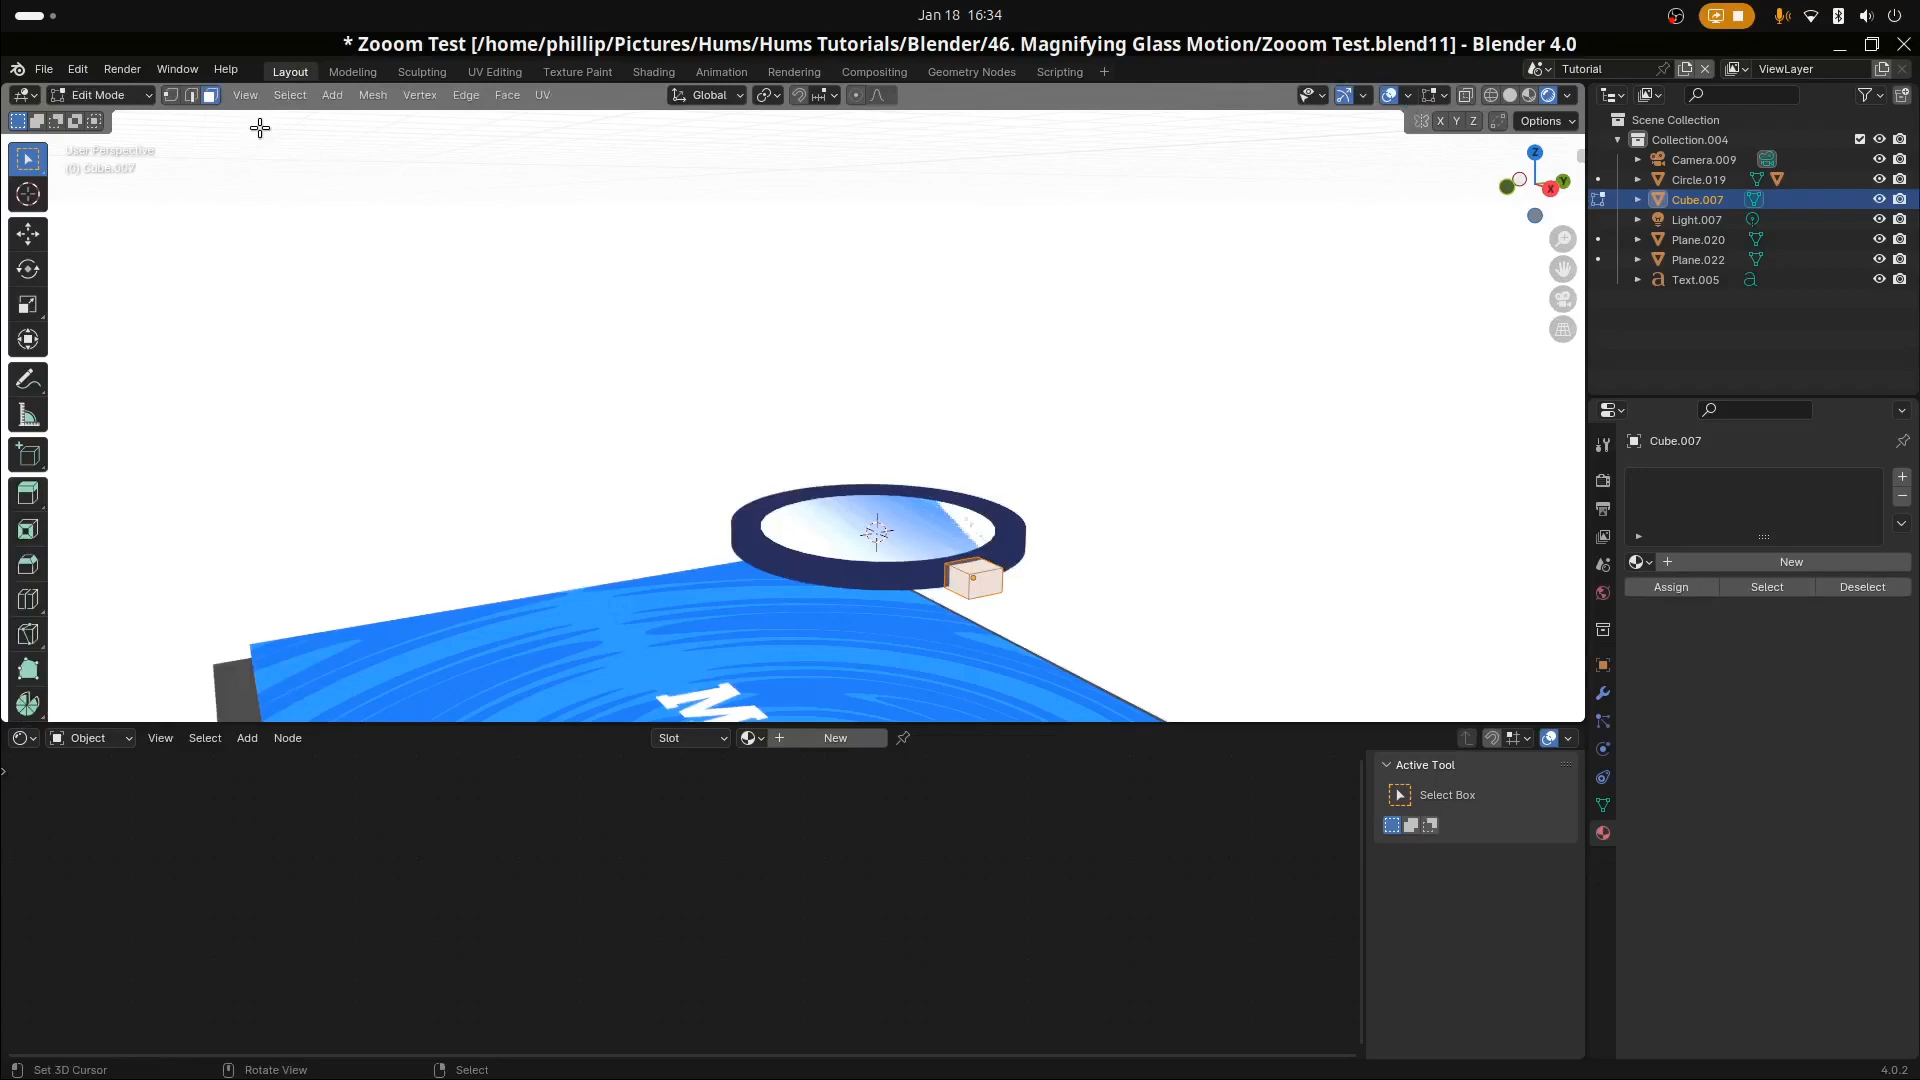 Jan 18 16:34
* Zooom Test [/home/phillip/Pictures/Hums/Hums Tutorials/Blender/46. Magnifying Glass Motion/Zooom Test.blend11] - Blender 4.0
File Edit Render Window Help Layout Modeling Sculpting UV Editing Texture Paint Shading Animation Rendering Compositing Geometry Nodes Scripting + Tutorial ViewLayer
Edit Mode View Select Add Mesh Vertex Edge Face UV Global
X Y Z Options
User Perspective
(0) Cube.007
Z
Y
X
M
Scene Collection
Collection.004
Camera.009
Circle.019
Cube.007
Light.007
Plane.020
Plane.022
Text.005
Cube.007
New
Assign Select Deselect
Object View Select Add Node Slot New
Active Tool
Select Box
Set 3D Cursor Rotate View Select 4.0.2